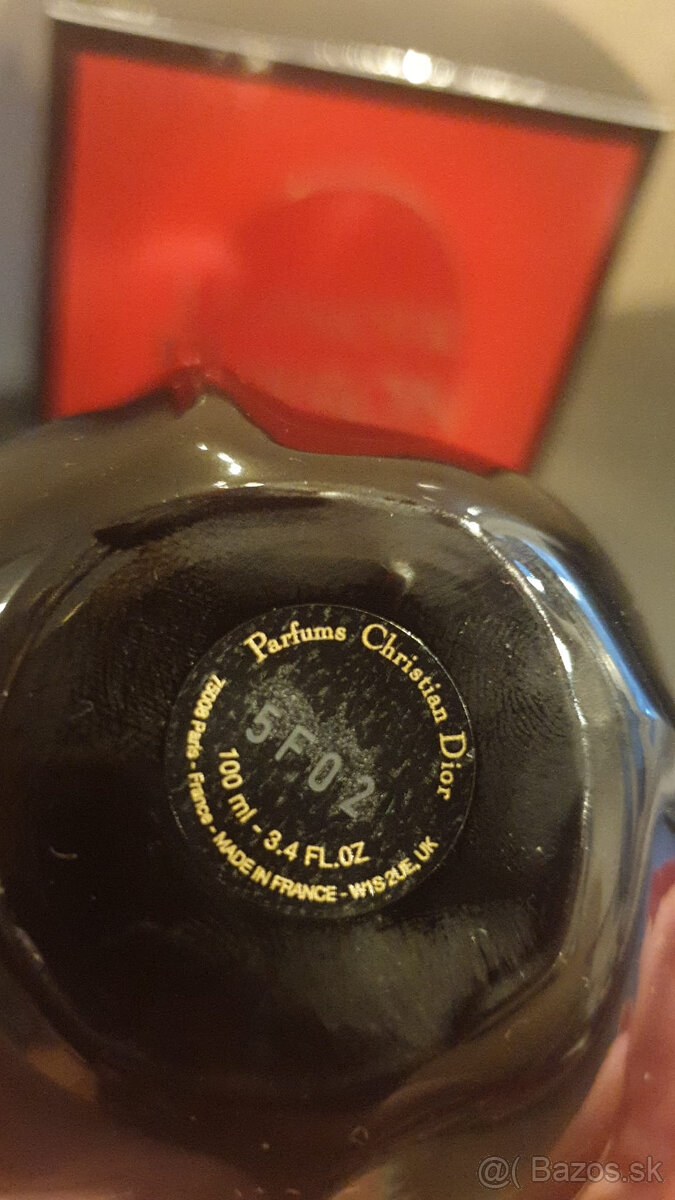 Parfums Christian Dior
5F02
100 ml - 3.4 FL.OZ
75008 Paris - France - MADE IN FRANCE - W1S 2UE, UK
@( Bazos.sk